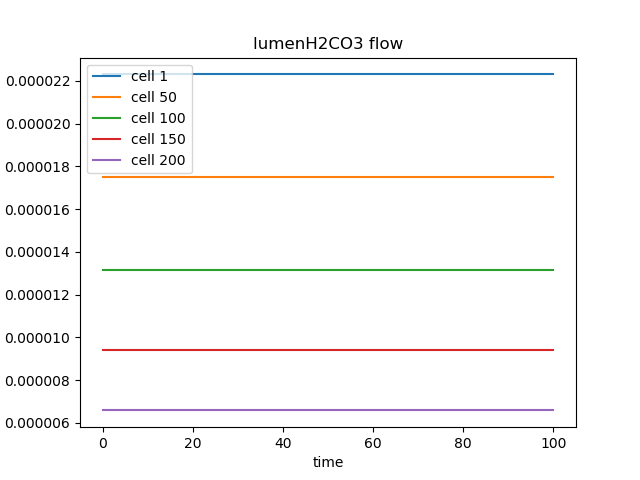 lumenH2CO3 flow
0.000022
0.000020
0.000018
0.000016
0.000014
0.000012
0.000010
0.000008
0.000006
cell 1
cell 50
cell 100
cell 150
cell 200
0 20 40 60 80 100
time